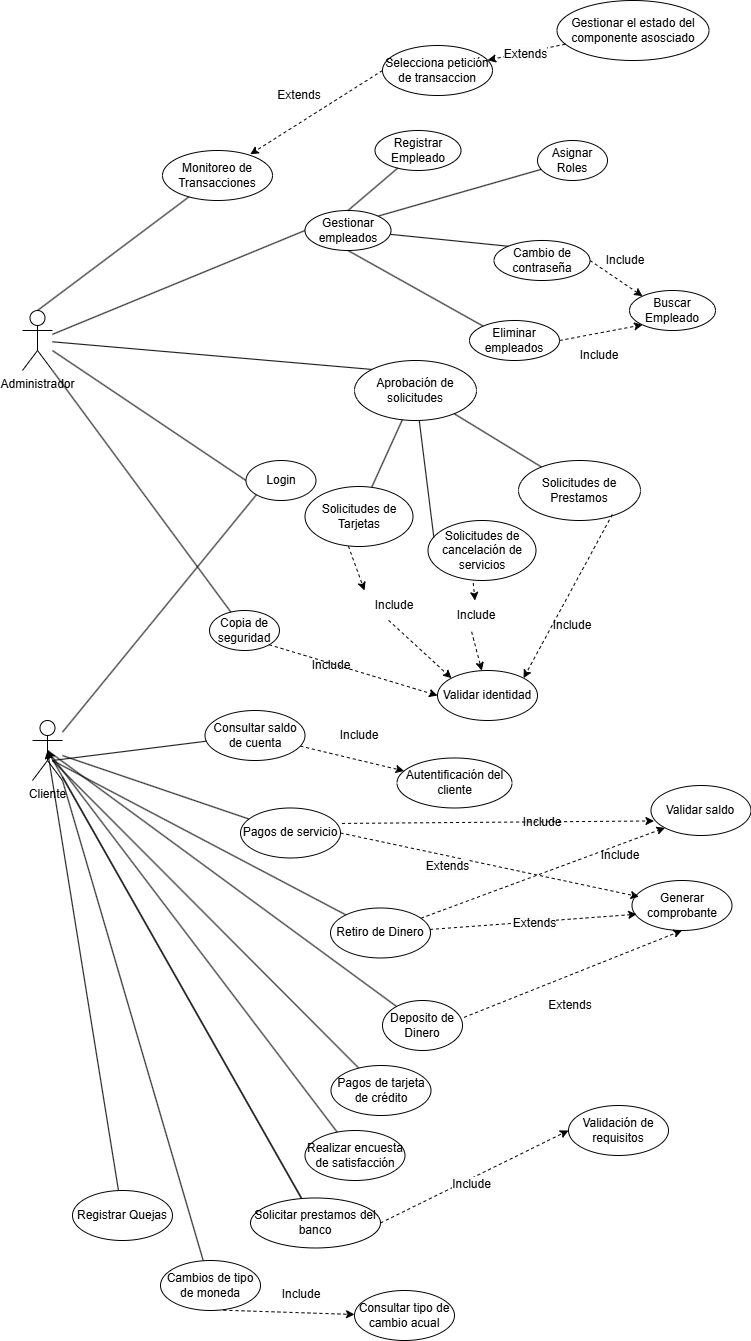 Gestionar el estado del
componente asosciado
Extends
Selecciona petición
de transaccion
Extends
Monitoreo de
Transacciones
Registrar
Empleado
Asignar
Roles
Gestionar
empleados
Cambio de
contraseña
Include
Buscar
Empleado
Eliminar
empleados
Include
Administrador
Aprobación de
solicitudes
Login
Solicitudes de
Tarjetas
Solicitudes de
cancelación de
servicios
Solicitudes de
Prestamos
Include
Include
Include
Copia de
seguridad
Include
Validar identidad
Cliente
Consultar saldo
de cuenta
Include
Autentificación del
cliente
Pagos de servicio
Include
Validar saldo
Include
Extends
Generar
comprobante
Retiro de Dinero
Extends
Deposito de
Dinero
Extends
Pagos de tarjeta
de crédito
Validación de
requisitos
Realizar encuesta
de satisfacción
Include
Registrar Quejas
Solicitar prestamos del
banco
Cambios de tipo
de moneda
Include
Consultar tipo de
cambio acual